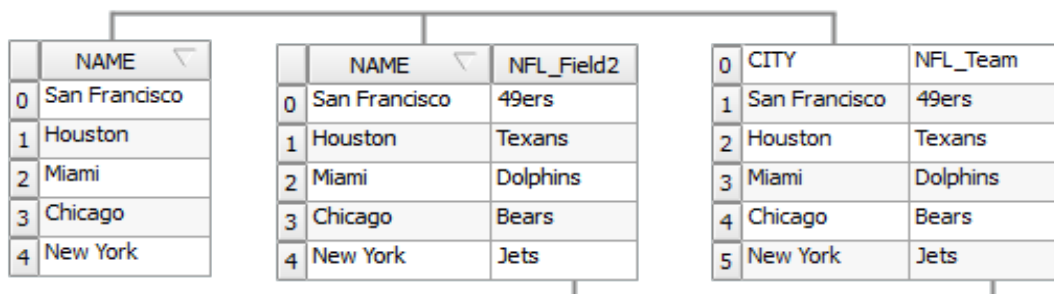 NAME
0 San Francisco
1 Houston
2 Miami
3 Chicago
4 New York
NAME NFL_Field2
0 San Francisco 49ers
1 Houston Texans
2 Miami Dolphins
3 Chicago Bears
4 New York Jets
0 CITY NFL_Team
1 San Francisco 49ers
2 Houston Texans
3 Miami Dolphins
4 Chicago Bears
5 New York Jets